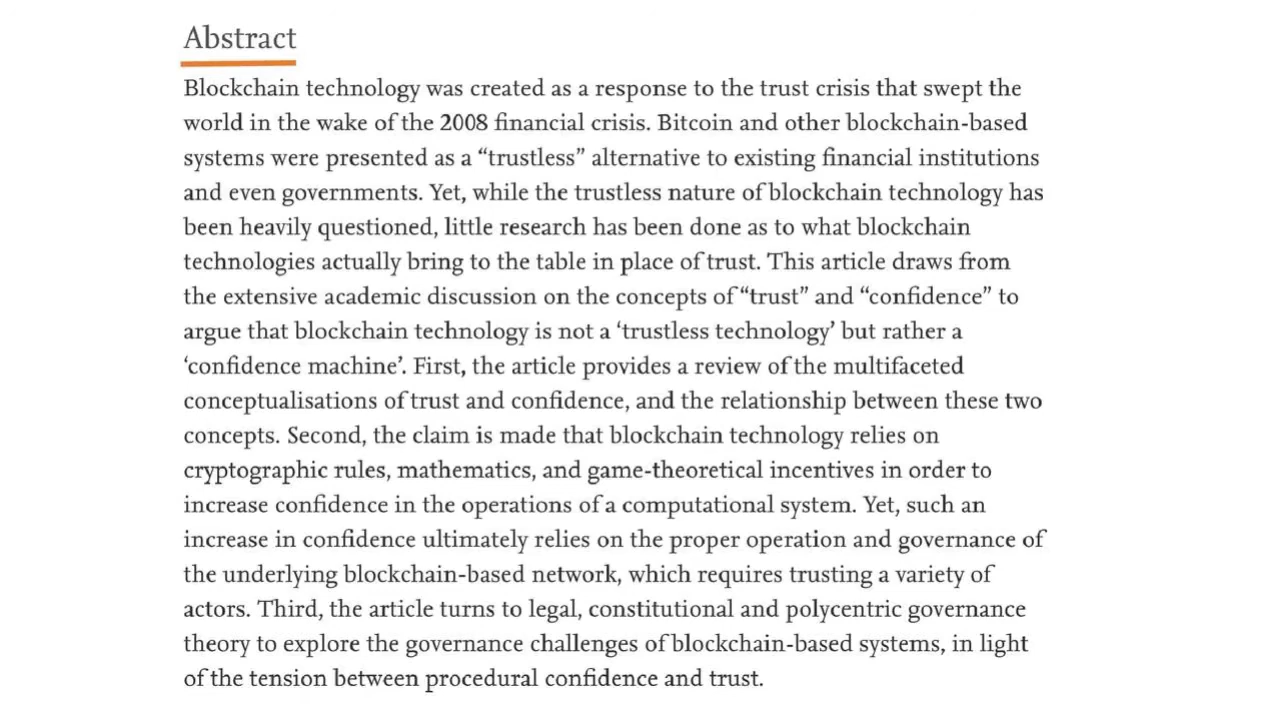 Abstract
Blockchain technology was created as a response to the trust crisis that swept the
world in the wake of the 2008 financial crisis. Bitcoin and other blockchain-based
systems were presented as a “trustless” alternative to existing financial institutions
and even governments. Yet, while the trustless nature of blockchain technology has
been heavily questioned, little research has been done as to what blockchain
technologies actually bring to the table in place of trust. This article draws from
the extensive academic discussion on the concepts of “trust” and “confidence” to
argue that blockchain technology is not a ‘trustless technology’ but rather a
‘confidence machine’. First, the article provides a review of the multifaceted
conceptualisations of trust and confidence, and the relationship between these two
concepts. Second, the claim is made that blockchain technology relies on
cryptographic rules, mathematics, and game-theoretical incentives in order to
increase confidence in the operations of a computational system. Yet, such an
increase in confidence ultimately relies on the proper operation and governance of
the underlying blockchain-based network, which requires trusting a variety of
actors. Third, the article turns to legal, constitutional and polycentric governance
theory to explore the governance challenges of blockchain-based systems, in light
of the tension between procedural confidence and trust.